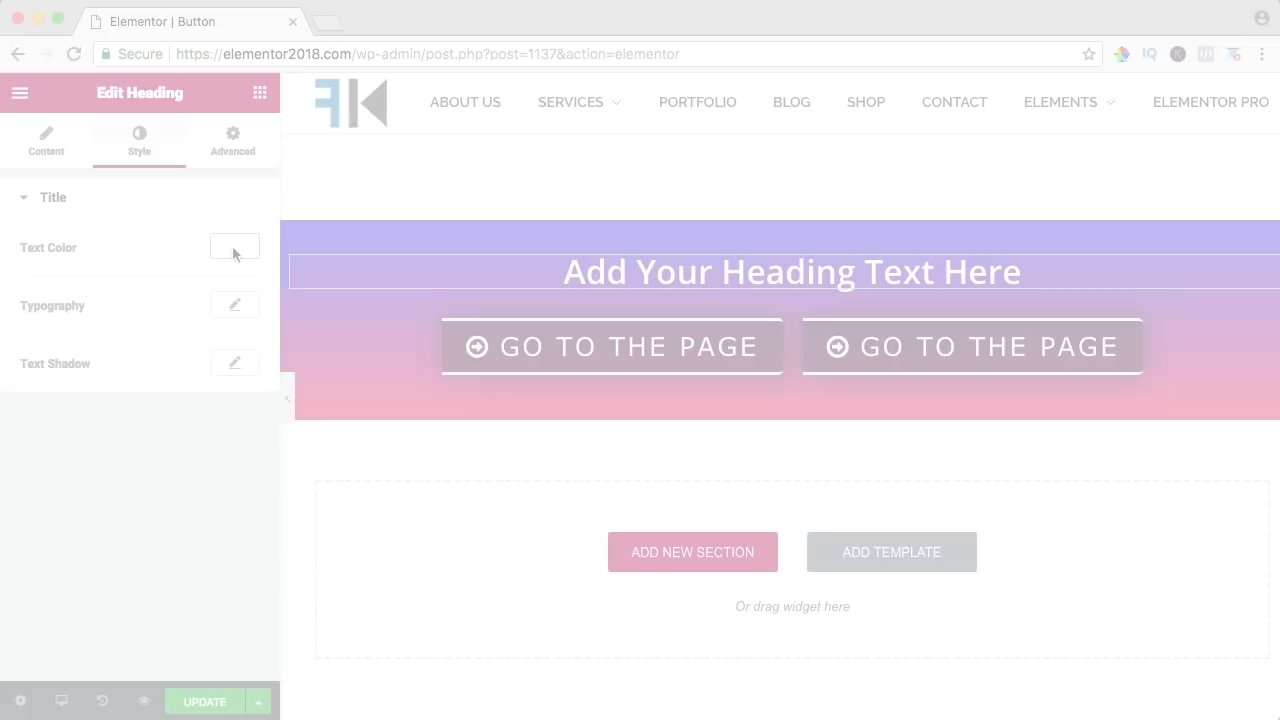 Elementor | Button
Secure
https://elementor2018.com/wp-admin/post.php?post=1137&action=elementor
Edit Heading
Content
Style
Advanced
Title
Text Color
Typography
Text Shadow
UPDATE
ABOUT US
SERVICES
PORTFOLIO
BLOG
SHOP
CONTACT
ELEMENTS
ELEMENTOR PRO
Add Your Heading Text Here
GO TO THE PAGE
GO TO THE PAGE
ADD NEW SECTION
ADD TEMPLATE
Or drag widget here